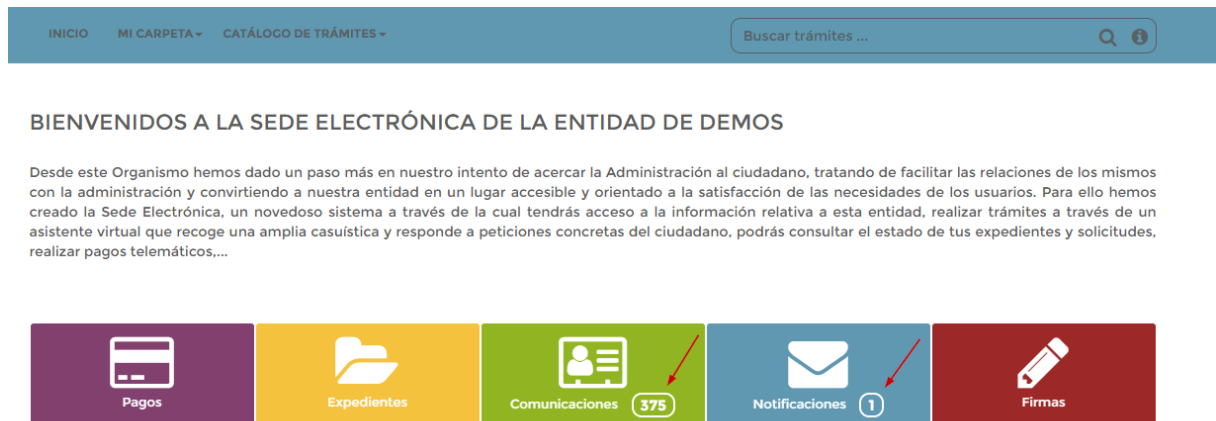 INICIO MI CARPETA CATÁLOGO DE TRÁMITES Buscar trámites ...
BIENVENIDOS A LA SEDE ELECTRÓNICA DE LA ENTIDAD DE DEMOS
Desde este Organismo hemos dado un paso más en nuestro intento de acercar la Administración al ciudadano, tratando de facilitar las relaciones de los mismos
con la administración y convirtiendo a nuestra entidad en un lugar accesible y orientado a la satisfacción de las necesidades de los usuarios. Para ello hemos
creado la Sede Electrónica, un novedoso sistema a través de la cual tendrás acceso a la información relativa a esta entidad, realizar trámites a través de un
asistente virtual que recoge una amplia casuística y responde a peticiones concretas del ciudadano, podrás consultar el estado de tus expedientes y solicitudes,
realizar pagos telemáticos,...
Pagos Expedientes Comunicaciones 375 Notificaciones 1 Firmas